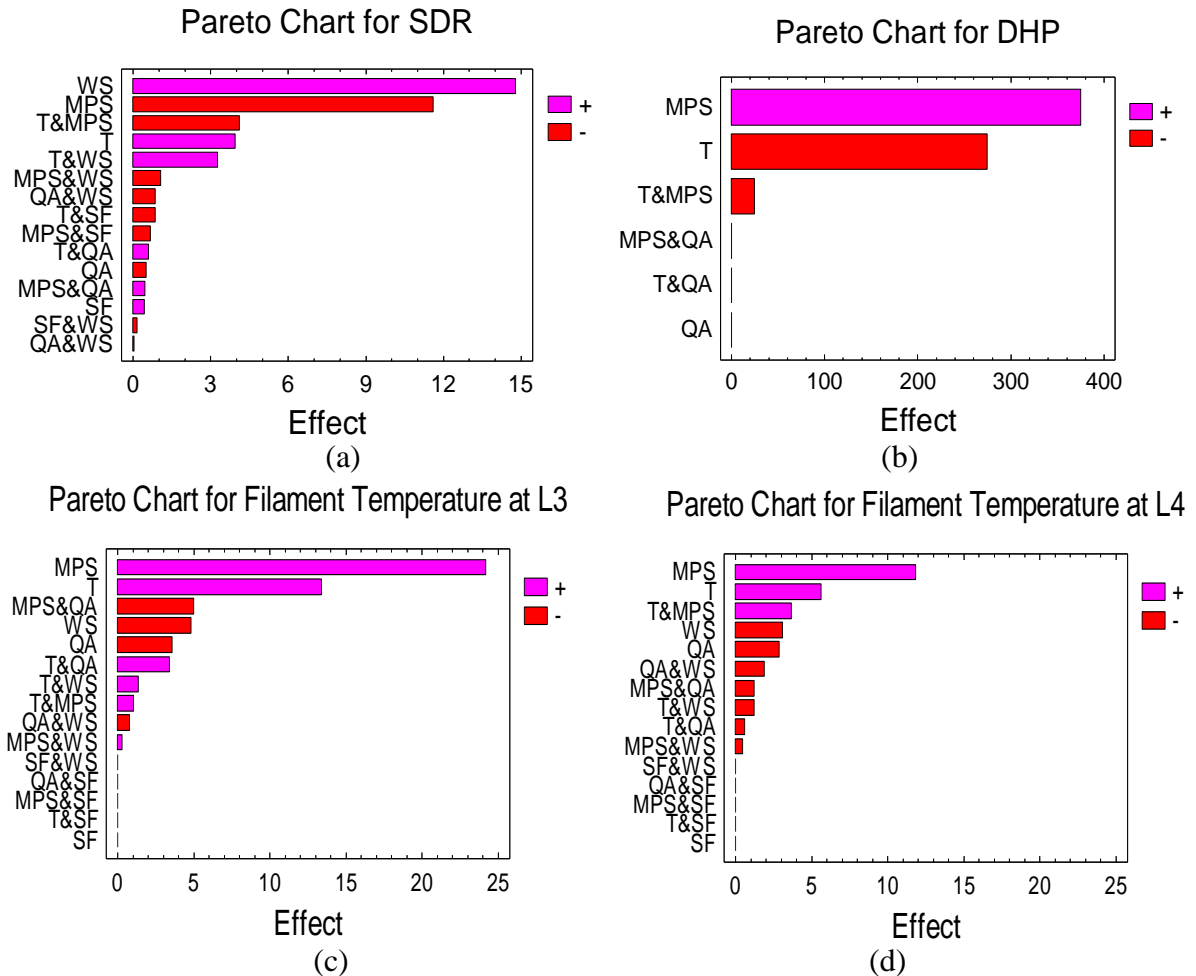 Pareto Chart for SDR
WS
MPS
T&MPS
T
T&WS
MPS&WS
QA&WS
T&SF
MPS&SF
T&QA
QA
MPS&QA
SF
SF&WS
QA&WS
+
-
0 3 6 9 12 15
Effect
(a)
Pareto Chart for DHP
MPS
T
T&MPS
MPS&QA
T&QA
QA
+
-
0 100 200 300 400
Effect
(b)
Pareto Chart for Filament Temperature at L3
MPS
T
MPS&QA
WS
QA
T&QA
T&WS
T&MPS
QA&WS
MPS&WS
SF&WS
QA&SF
MPS&SF
T&SF
SF
+
-
0 5 10 15 20 25
Effect
(c)
Pareto Chart for Filament Temperature at L4
MPS
T
T&MPS
WS
QA
QA&WS
MPS&QA
T&WS
T&QA
MPS&WS
SF&WS
QA&SF
MPS&SF
T&SF
SF
+
-
0 5 10 15 20 25
Effect
(d)